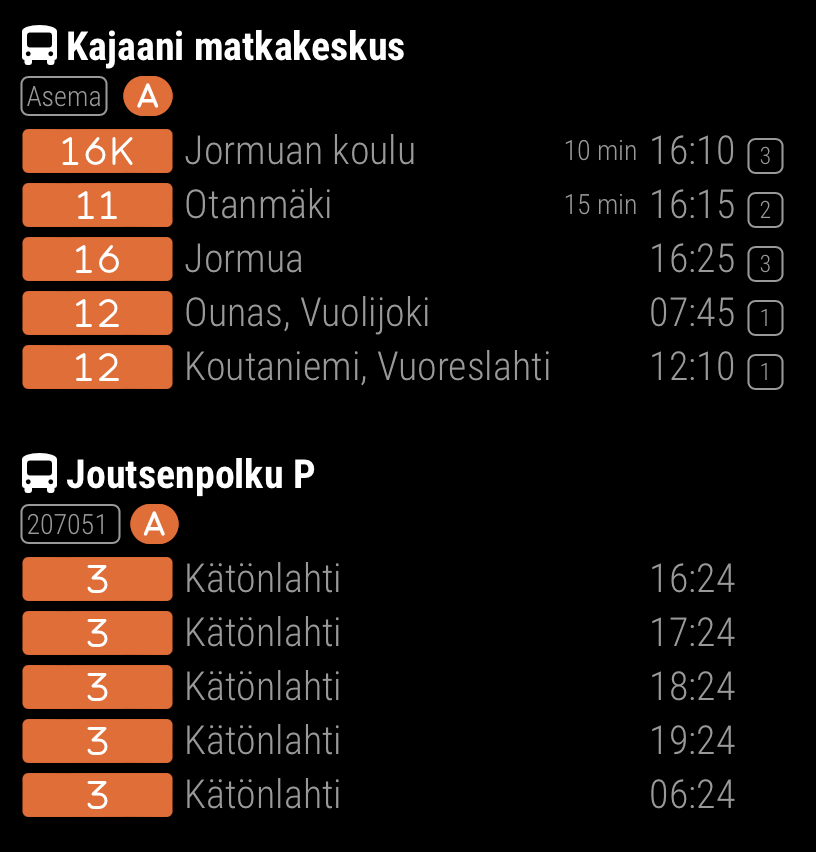 Kajaani matkakeskus
Asema A
16K Jormuan koulu 10 min 16:10 3
11 Otanmäki 15 min 16:15 2
16 Jormua 16:25 3
12 Ounas, Vuolijoki 07:45 1
12 Koutaniemi, Vuoreslahti 12:10 1
Joutsenpolku P
207051 A
3 Kätönlahti 16:24
3 Kätönlahti 17:24
3 Kätönlahti 18:24
3 Kätönlahti 19:24
3 Kätönlahti 06:24